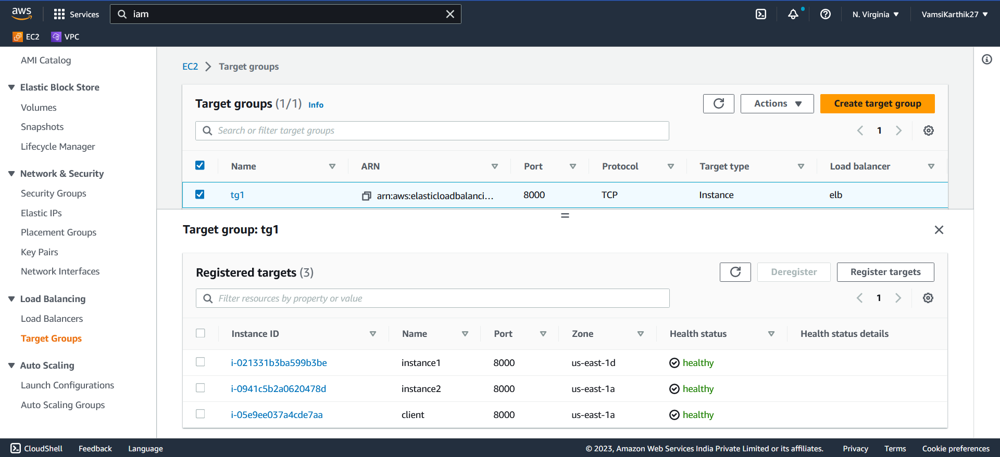 aws
Services
iam
N. Virginia
VamsiKarthik27
EC2
VPC
AMI Catalog
Elastic Block Store
Volumes
Snapshots
Lifecycle Manager
Network & Security
Security Groups
Elastic IPs
Placement Groups
Key Pairs
Network Interfaces
Load Balancing
Load Balancers
Target Groups
Auto Scaling
Launch Configurations
Auto Scaling Groups
EC2 Target groups
Target groups (1/1) Info
Actions
Create target group
Search or filter target groups
1
Name ARN Port Protocol Target type Load balancer
tg1 arn:aws:elasticloadbalanci... 8000 TCP Instance elb
Target group: tg1
Registered targets (3)
Deregister
Register targets
Filter resources by property or value
1
Instance ID Name Port Zone Health status Health status details
i-021331b3ba599b3be instance1 8000 us-east-1d healthy
i-0941c5b2a0620478d instance2 8000 us-east-1a healthy
i-05e9ee037a4cde7aa client 8000 us-east-1a healthy
CloudShell Feedback Language © 2023, Amazon Web Services India Private Limited or its affiliates. Privacy Terms Cookie preferences